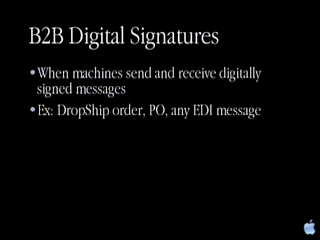 B2B Digital Signatures
• When machines send and receive digitally
signed messages
• Ex: DropShip order, PO, any EDI message